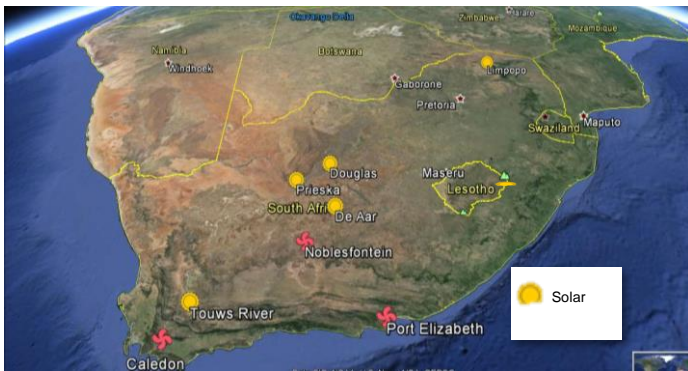 Okavango Delta
Zimbabwe
Harare
Mozambique
Namibia
Botswana
Windhoek
Limpopo
Gaborone
Pretoria
Swaziland
Maputo
Douglas
Maseru
Prieska
Lesotho
South Afri
De Aar
Noblesfontein
Solar
Touws River
Port Elizabeth
Caledon